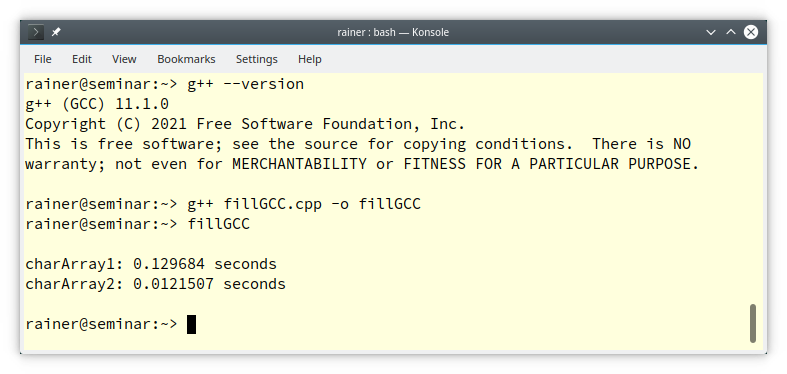 rainer : bash — Konsole
File Edit View Bookmarks Settings Help
rainer@seminar:~> g++ --version
g++ (GCC) 11.1.0
Copyright (C) 2021 Free Software Foundation, Inc.
This is free software; see the source for copying conditions.  There is NO
warranty; not even for MERCHANTABILITY or FITNESS FOR A PARTICULAR PURPOSE.
rainer@seminar:~> g++ fillGCC.cpp -o fillGCC
rainer@seminar:~> fillGCC
charArray1: 0.129684 seconds
charArray2: 0.0121507 seconds
rainer@seminar:~>